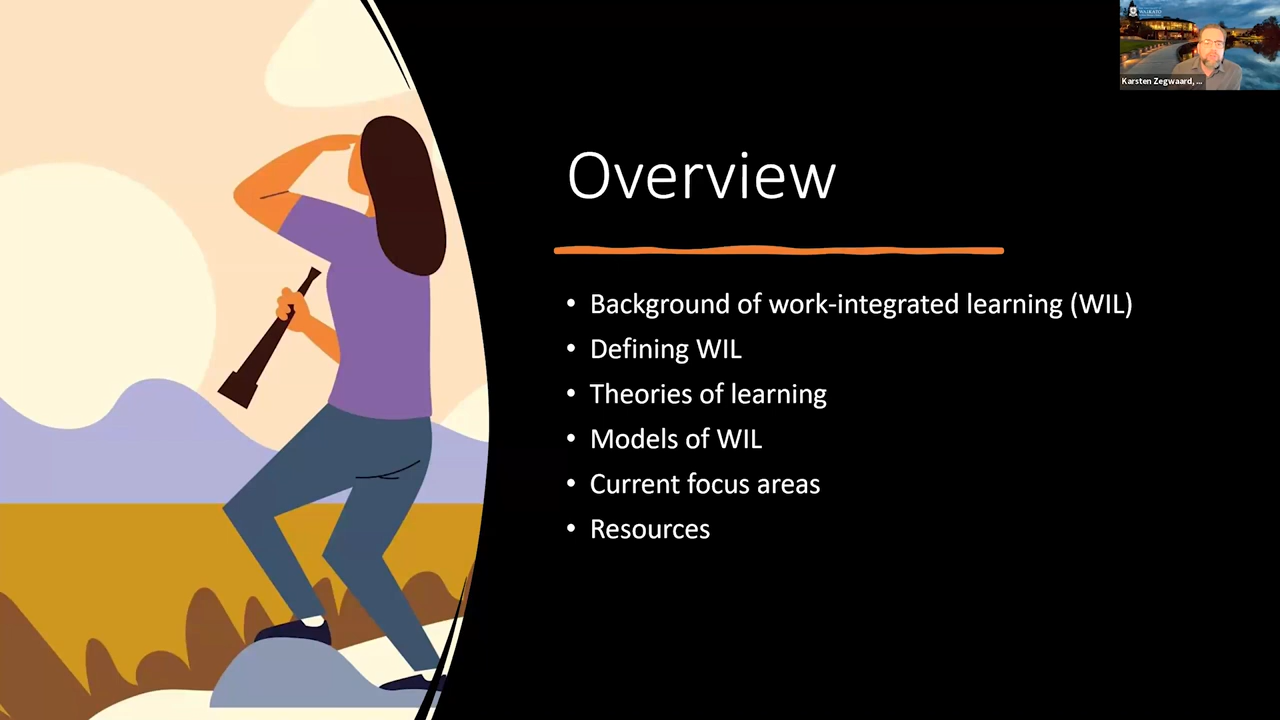 WAIKATO
Karsten Zegwaard, ...
Overview
• Background of work-integrated learning (WIL)
• Defining WIL
• Theories of learning
• Models of WIL
• Current focus areas
• Resources